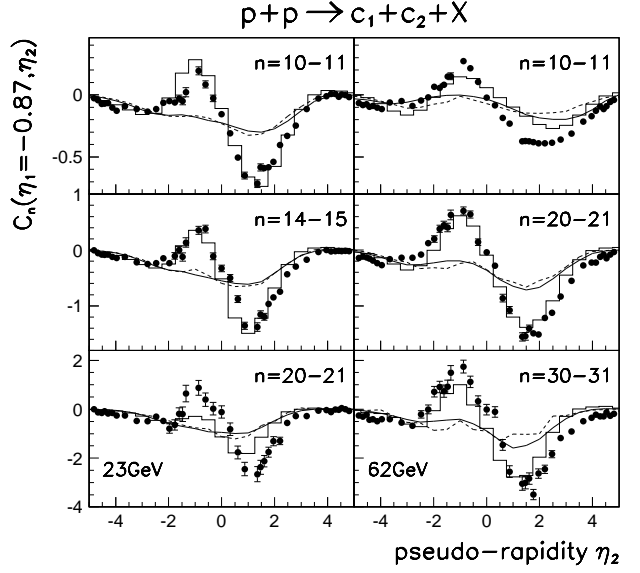 p+p → c₁+c₂+X
Cₙ(η₁=−0.87,η₂)
n=10−11
n=10−11
0
-0.5
1
n=14−15
n=20−21
0
-1
2
n=20−21
n=30−31
0
-2
23GeV
62GeV
-4
-4 -2 0 2 4 -4 -2 0 2 4
pseudo−rapidity η₂